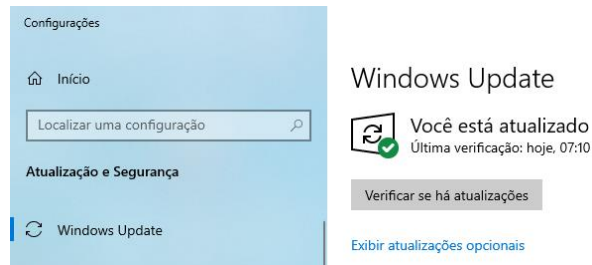 Configurações
Início
Localizar uma configuração
Atualização e Segurança
Windows Update
Windows Update
Você está atualizado
Última verificação: hoje, 07:10
Verificar se há atualizações
Exibir atualizações opcionais